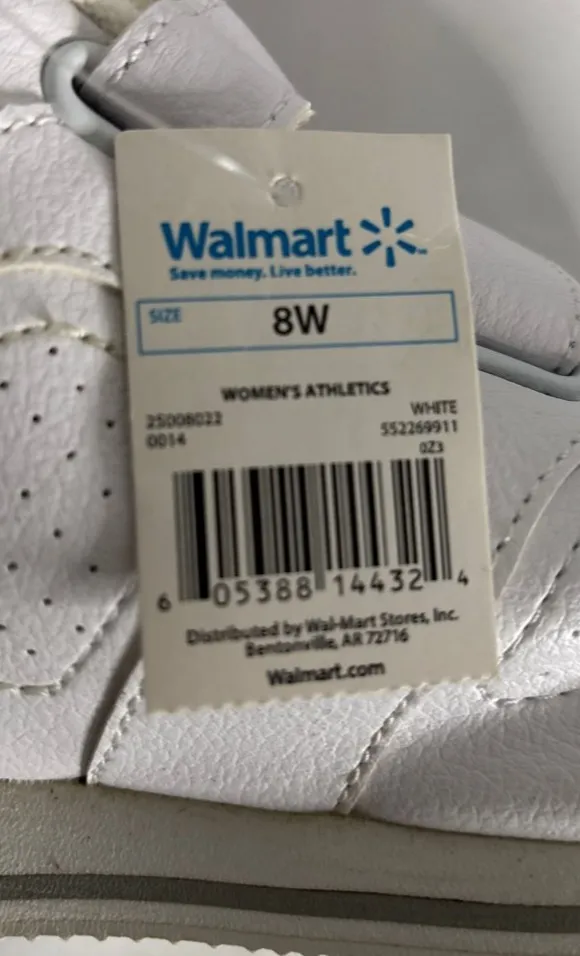 Walmart
Save money. Live better.
SIZE 8W
WOMEN'S ATHLETICS
25008022 WHITE
0014 552269911
0Z3
6 05388 14432 4
Distributed by Wal-Mart Stores, Inc.
Bentonville, AR 72716
Walmart.com